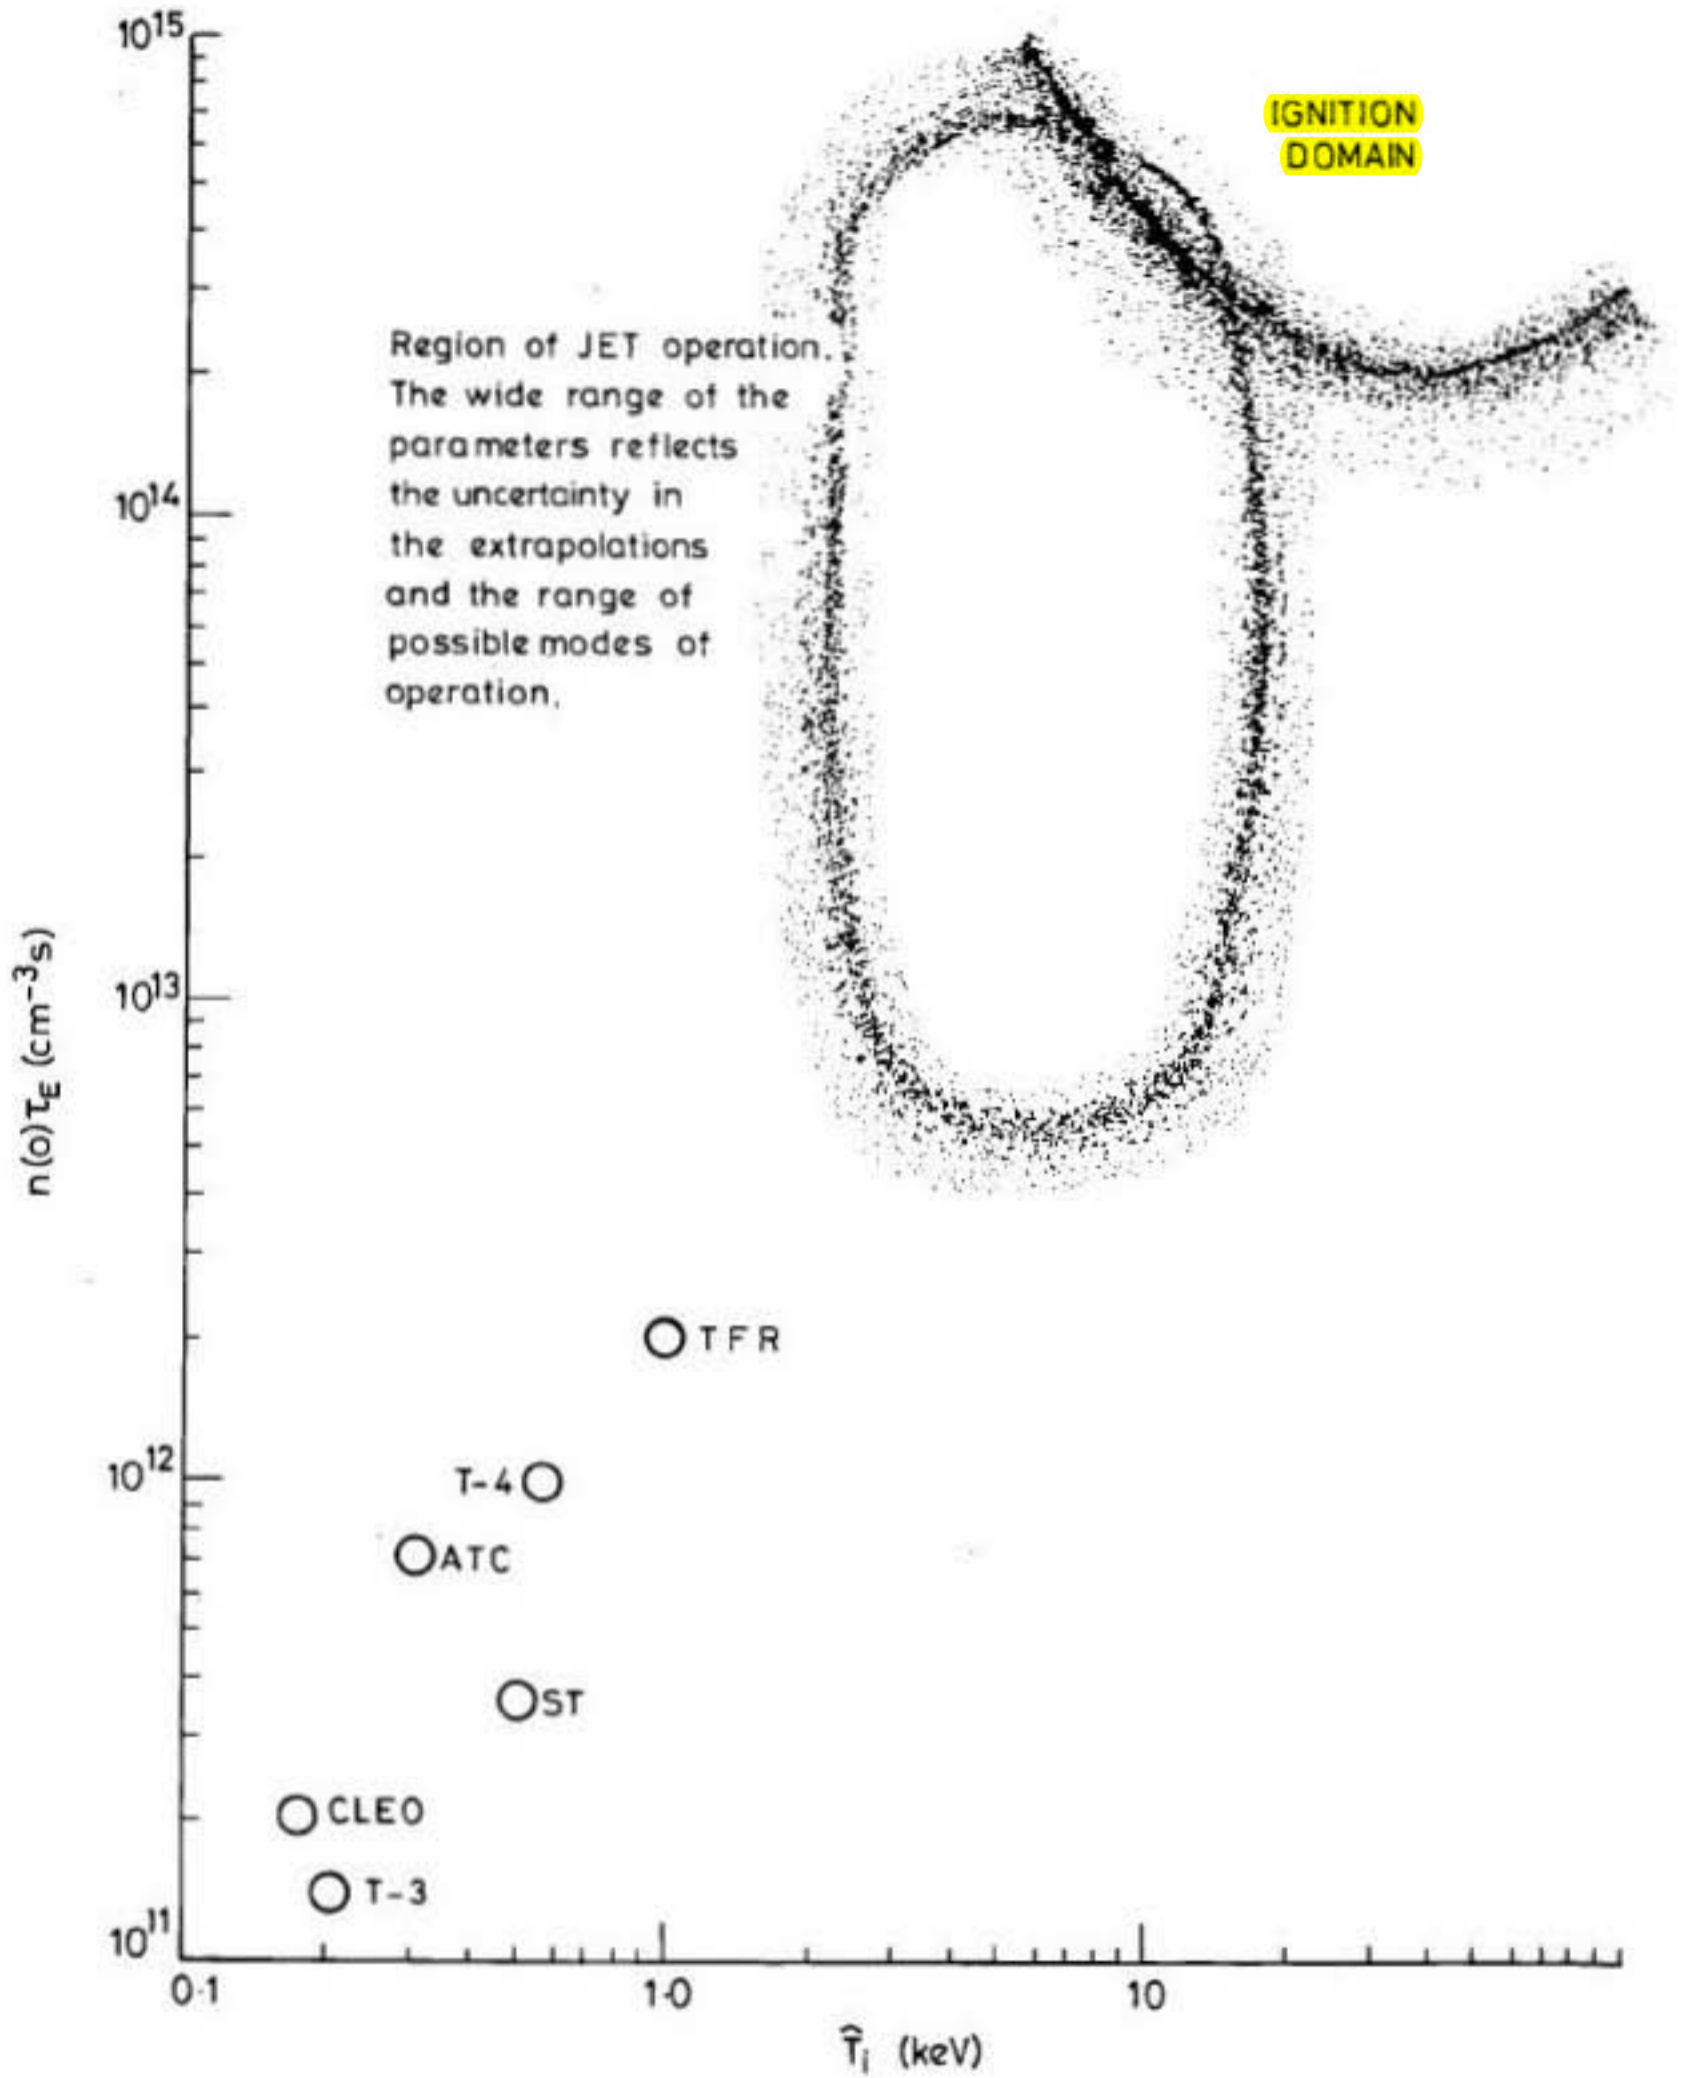 10¹⁵
IGNITION
DOMAIN
Region of JET operation.
The wide range of the
parameters reflects
the uncertainty in
the extrapolations
and the range of
possible modes of
operation.
10¹⁴
10¹³
n(o)τE (cm⁻³s)
TFR
10¹²
T-4
ATC
ST
CLEO
T-3
10¹¹
0·1
1·0
10
T̂i (keV)